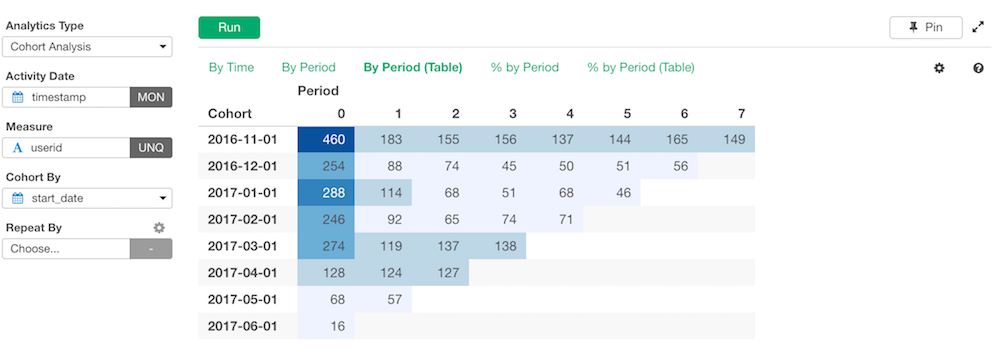 Analytics Type
Cohort Analysis
Activity Date
timestamp MON
Measure
A userid UNQ
Cohort By
start_date
Repeat By
Choose... -
Run Pin
By Time By Period By Period (Table) % by Period % by Period (Table)
Period
Cohort 0 1 2 3 4 5 6 7
2016-11-01 460 183 155 156 137 144 165 149
2016-12-01 254 88 74 45 50 51 56
2017-01-01 288 114 68 51 68 46
2017-02-01 246 92 65 74 71
2017-03-01 274 119 137 138
2017-04-01 128 124 127
2017-05-01 68 57
2017-06-01 16